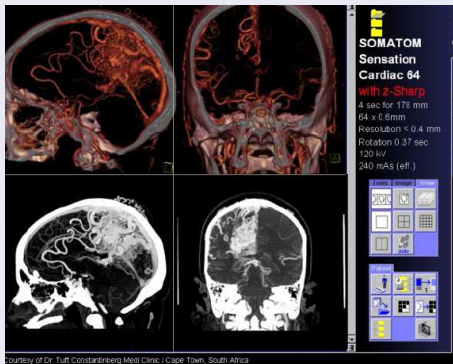 SOMATOM
Sensation
Cardiac 64
with z-Sharp
4 sec for 178 mm
64 x 0.6mm
Resolution < 0.4 mm
Rotation 0.37 sec
120 kV
240 mAs (eff.)
Tools Image View
Patient
Courtesy of Dr. Tuft Constantinberg Medi Clinic / Cape Town, South Africa